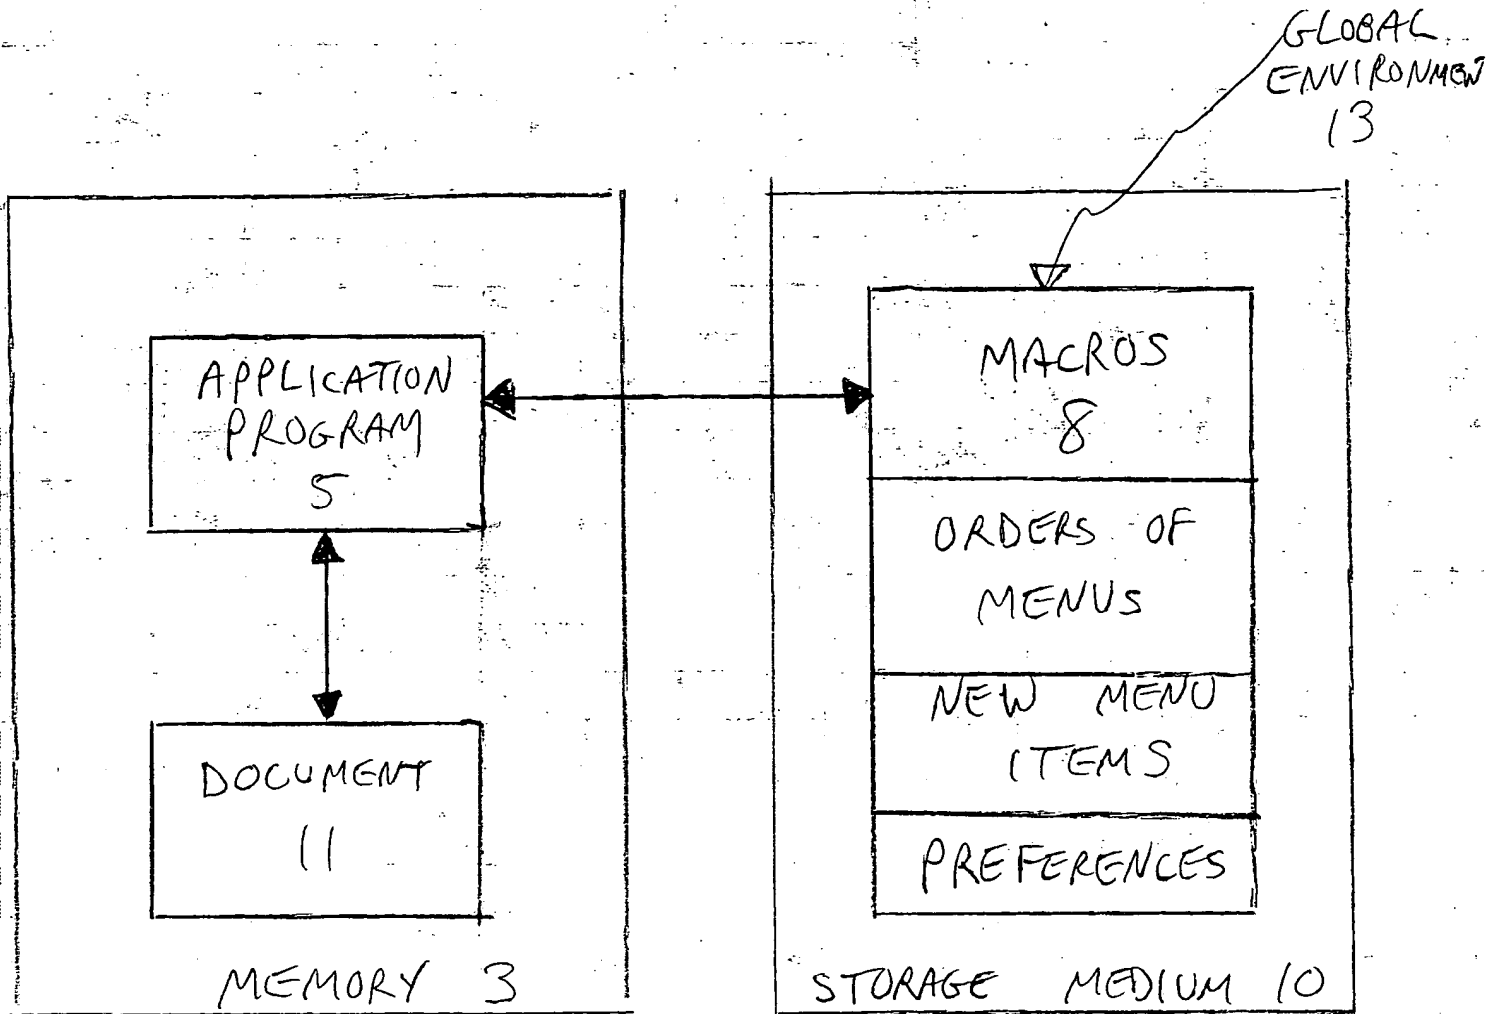 GLOBAL
ENVIRONMEN
13
APPLICATION
PROGRAM
5
DOCUMENT
11
MEMORY 3
MACROS
8
ORDERS OF
MENUS
NEW MENU
ITEMS
PREFERENCES
STORAGE MEDIUM 10